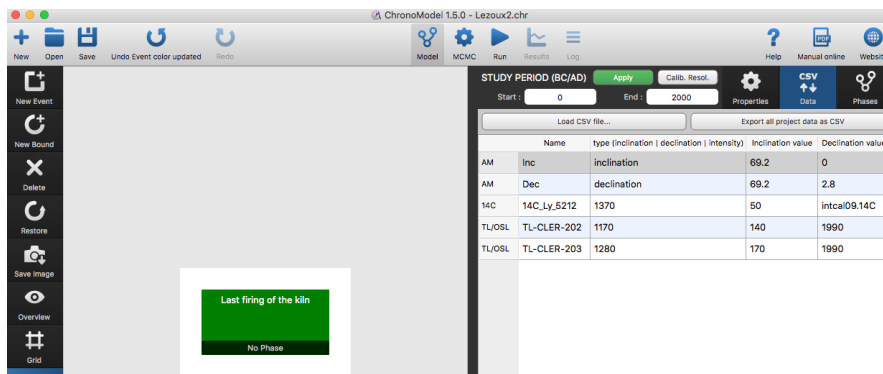 ChronoModel 1.5.0 - Lezoux2.chr
New Open Save Undo Event color updated Redo Model MCMC Run Results Log Help Manual online Websit
New Event
New Bound
Delete
Restore
Save Image
Overview
Grid
Last firing of the kiln
No Phase
STUDY PERIOD (BC/AD) Apply Calib. Resol.
Start : 0 End : 2000
Properties
CSV
Data
Phases
Load CSV file... Export all project data as CSV
Name type (inclination | declination | intensity) Inclination value Declination value
AM Inc inclination 69.2 0
AM Dec declination 69.2 2.8
14C 14C_Ly_5212 1370 50 intcal09.14C
TL/OSL TL-CLER-202 1170 140 1990
TL/OSL TL-CLER-203 1280 170 1990